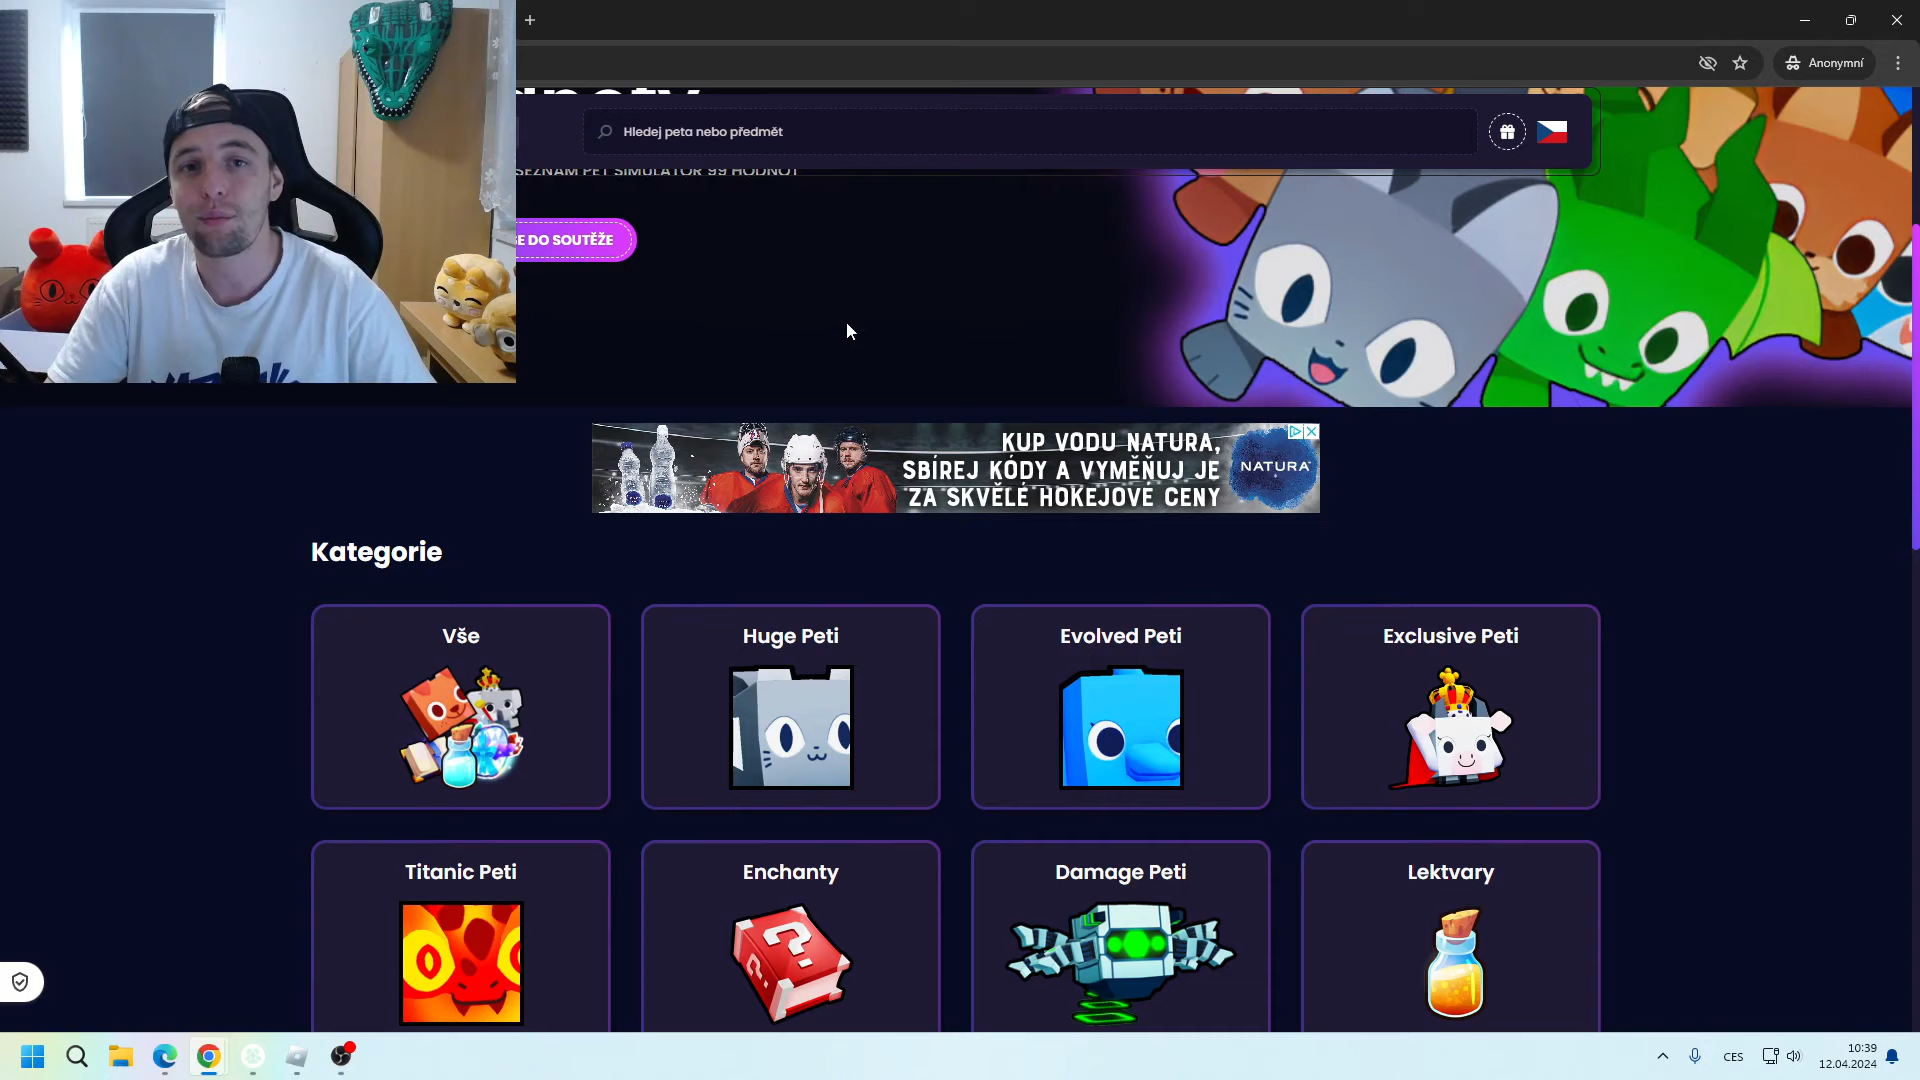 Anonymní
Hledej peta nebo předmět
SEZNAM PET SIMULATOR 99 HODNOT
SE DO SOUTĚŽE
KUP VODU NATURA,
SBÍREJ KÓDY A VYMĚŇUJ JE
ZA SKVĚLÉ HOKEJOVÉ CENY
NATURA
Kategorie
Vše
Huge Peti
Evolved Peti
Exclusive Peti
Titanic Peti
Enchanty
Damage Peti
Lektvary
CES
10:39
12.04.2024